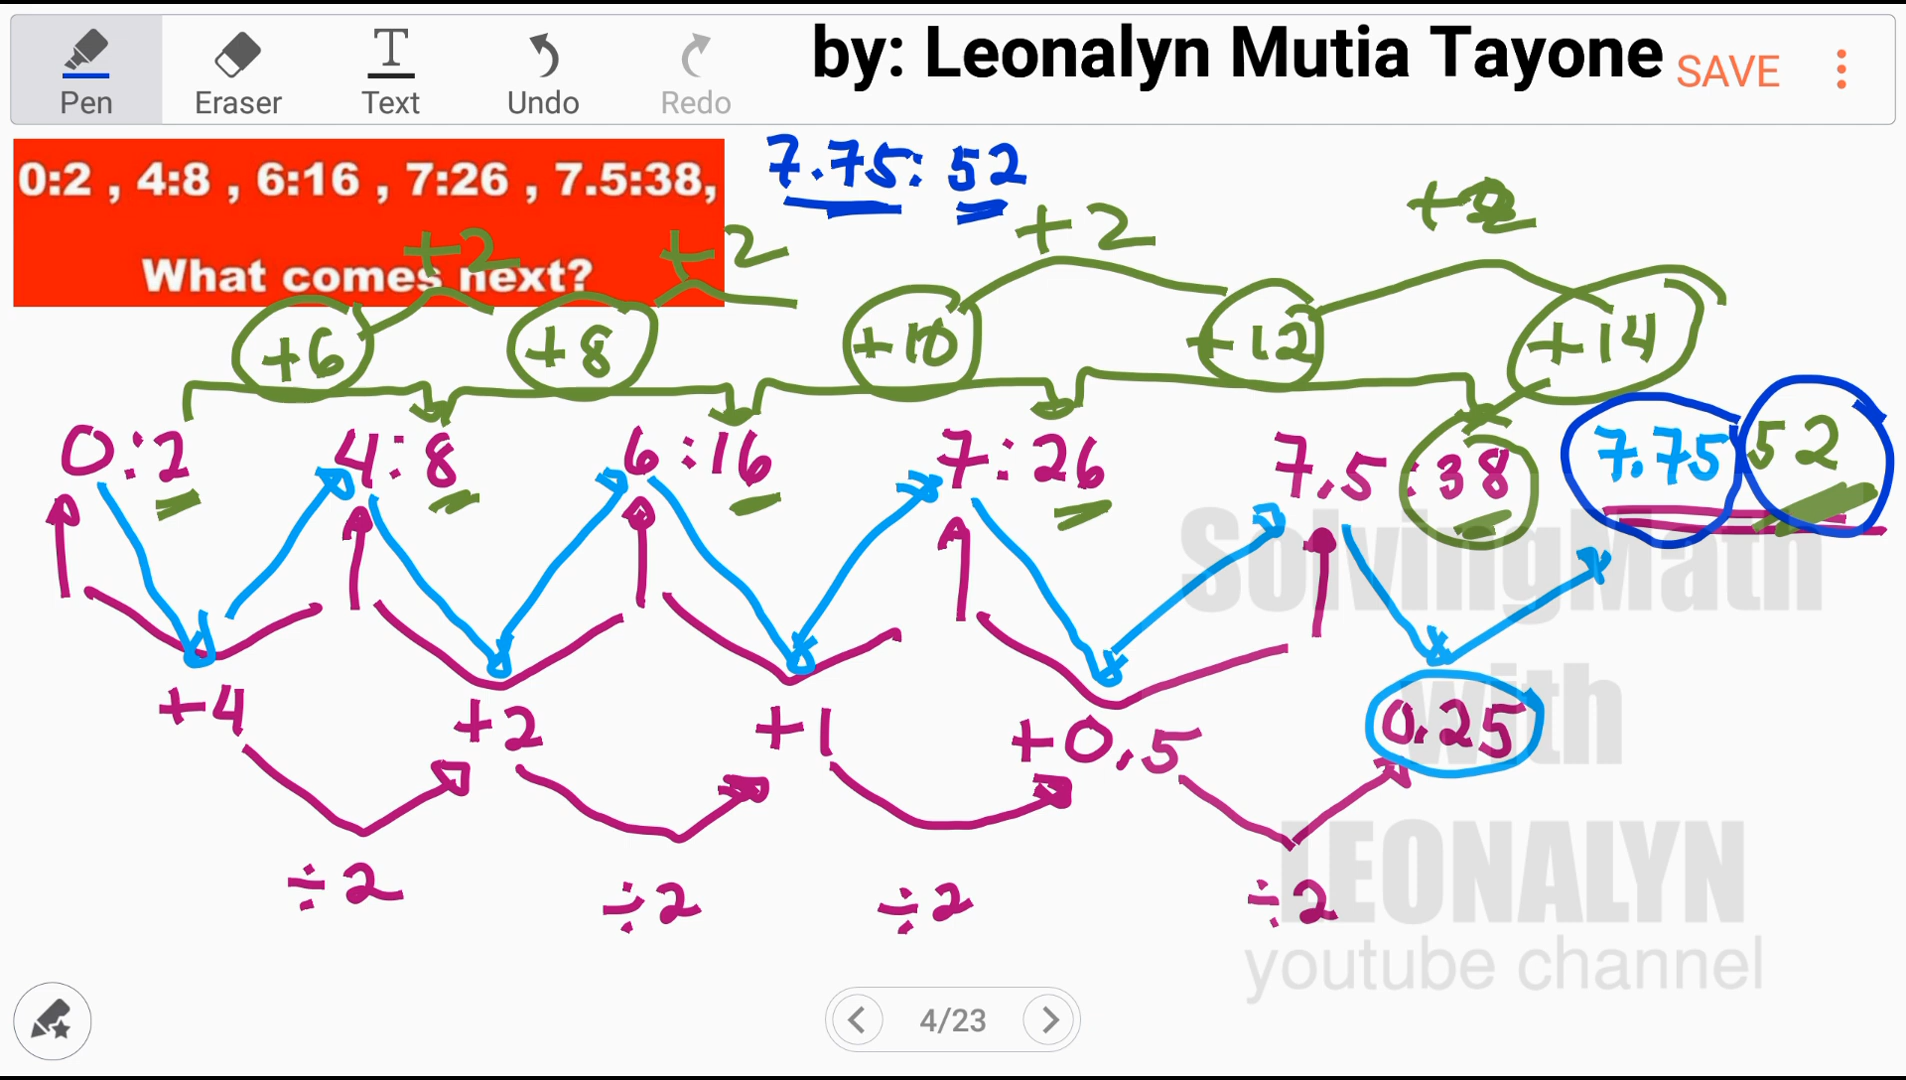 by: Leonalyn Mutia Tayone
SAVE
Pen Eraser Text Undo Redo
0:2 , 4:8 , 6:16 , 7:26 , 7.5:38,
What comes next?
7.75: 52
+2 +2 +2 +2
+6 +8 +10 +12 +14
0:2 4:8 6:16 7:26 7.5:38 7.75 52
+4 +2 +1 +0.5 0.25
÷2 ÷2 ÷2 ÷2
SolvingMath
with
LEONALYN
youtube channel
4/23